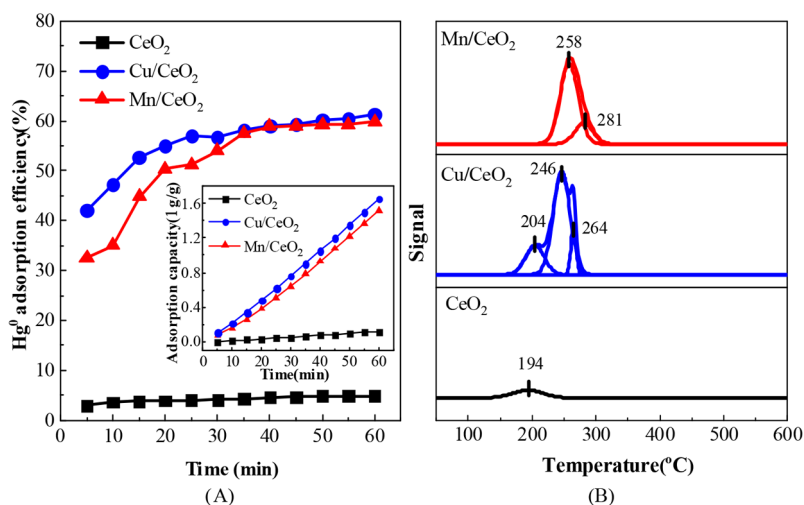 80
70
60
50
40
30
20
10
0
0
10
20
30
40
50
60
Hg⁰ adsorption efficiency(%)
Time (min)
CeO₂
Cu/CeO₂
Mn/CeO₂
1.6
1.2
0.8
0.4
0.0
0
10
20
30
40
50
60
Adsorption capacity(1g/g)
Time(min)
CeO₂
Cu/CeO₂
Mn/CeO₂
(A)
Mn/CeO₂
258
281
Cu/CeO₂
246
204
264
CeO₂
194
Signal
100
200
300
400
500
600
Temperature(ºC)
(B)